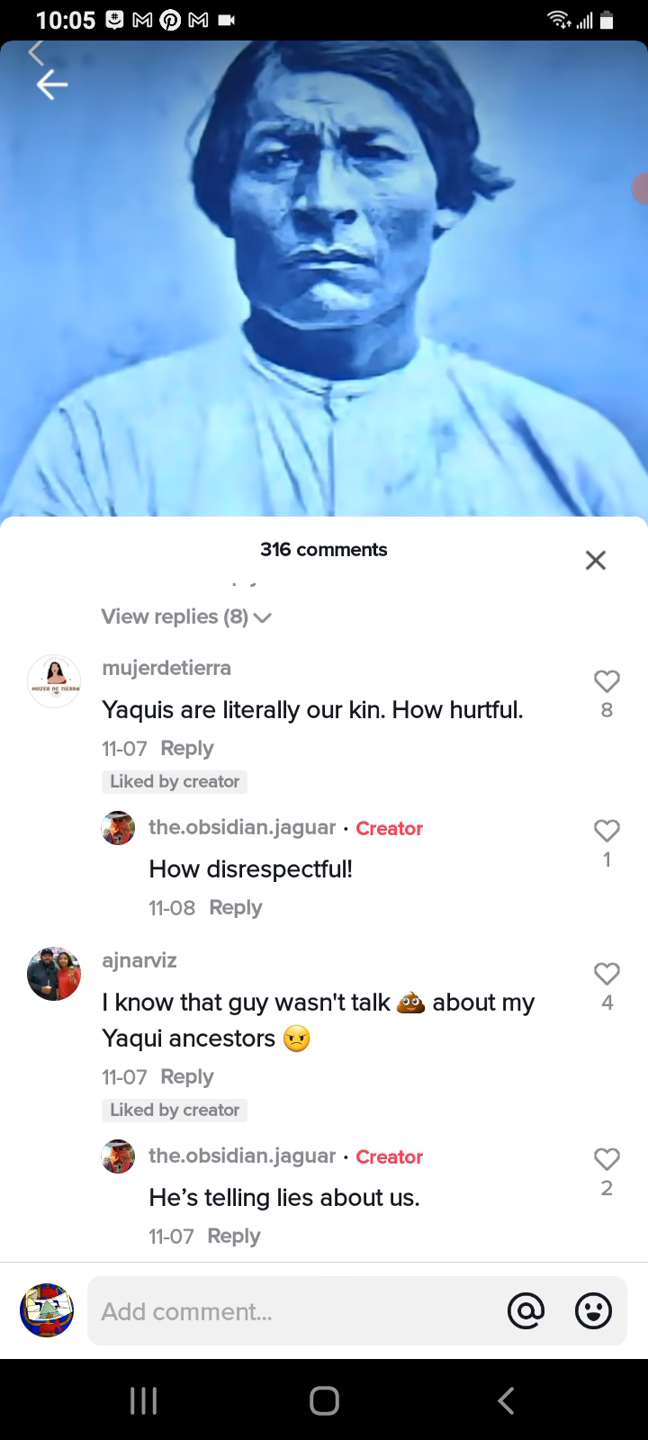 10:05
316 comments
View replies (8)
mujerdetierra
Yaquis are literally our kin. How hurtful.
8
11-07 Reply
Liked by creator
the.obsidian.jaguar · Creator
How disrespectful!
1
11-08 Reply
ajnarviz
I know that guy wasn't talk 💩 about my
4
Yaqui ancestors 😠
11-07 Reply
Liked by creator
the.obsidian.jaguar · Creator
He's telling lies about us.
2
11-07 Reply
Add comment...